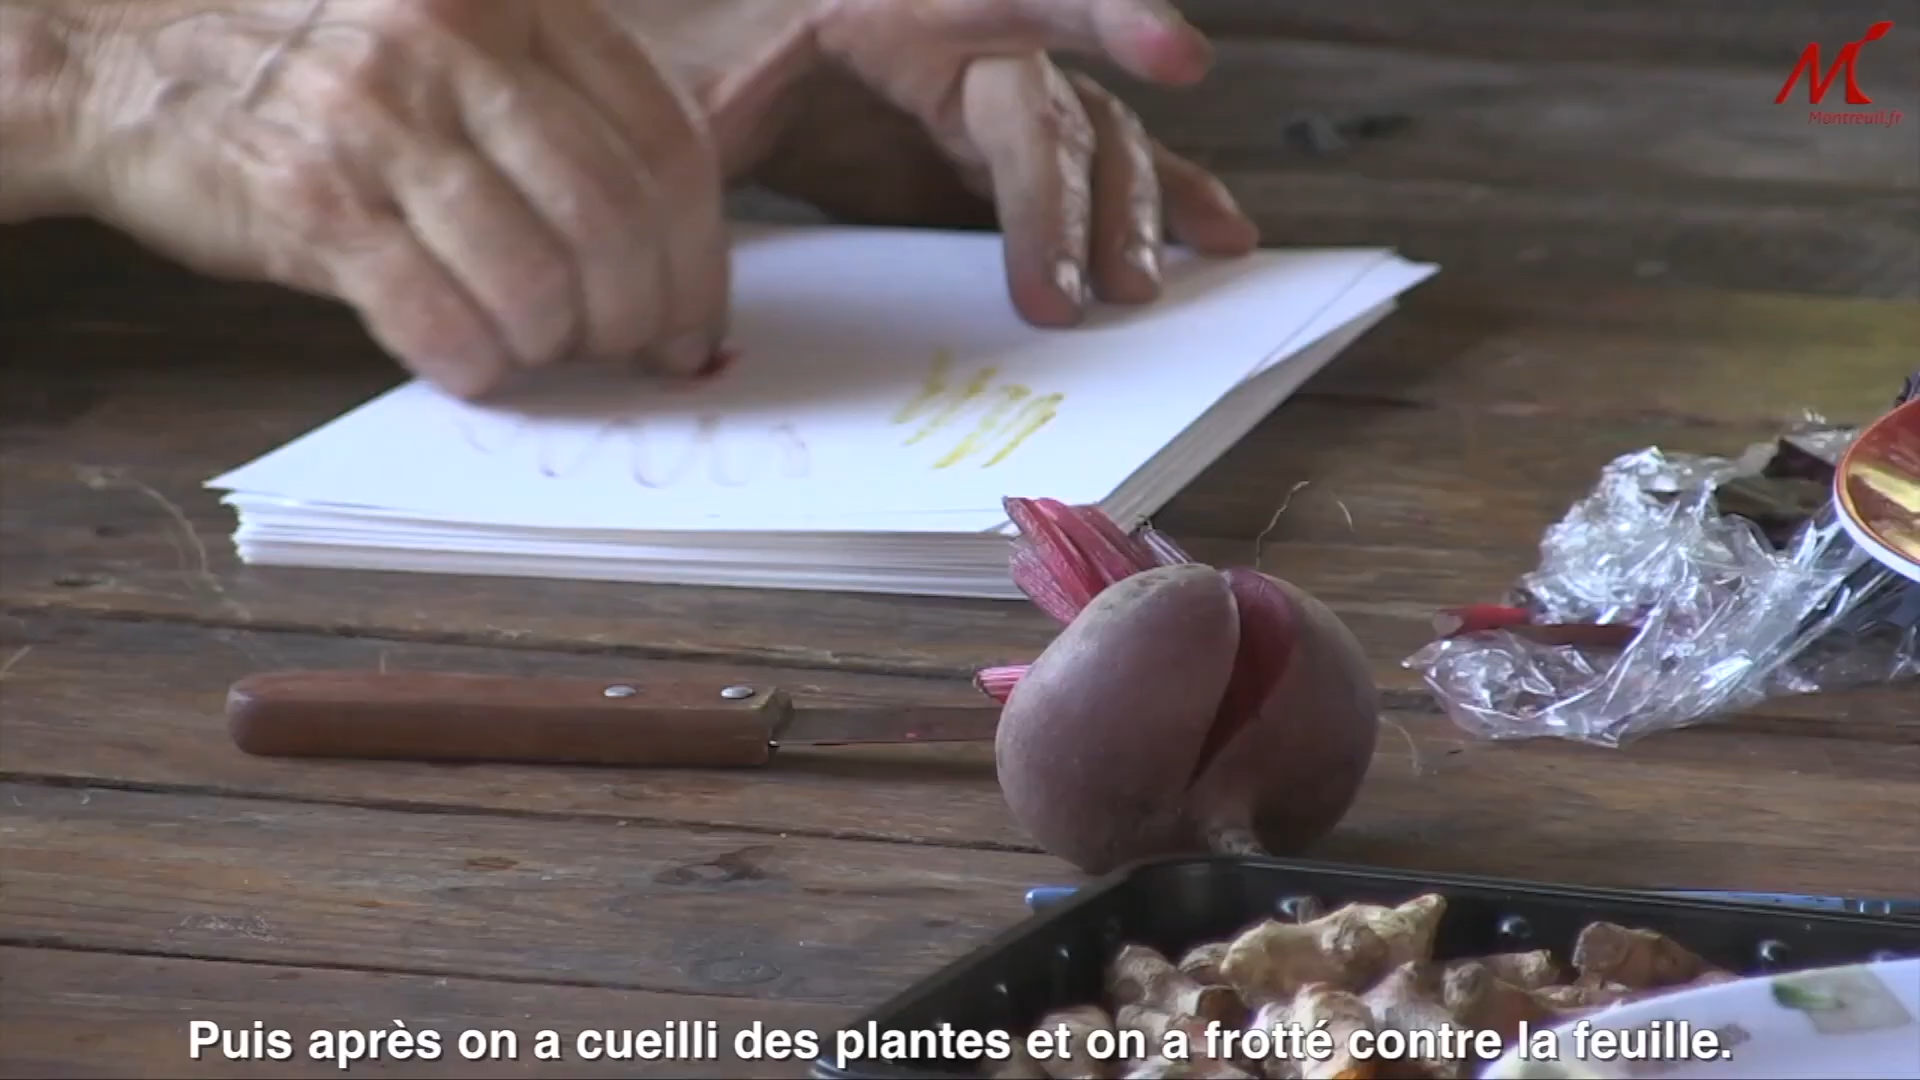 Montreuil.fr
Puis après on a cueilli des plantes et on a frotté contre la feuille.